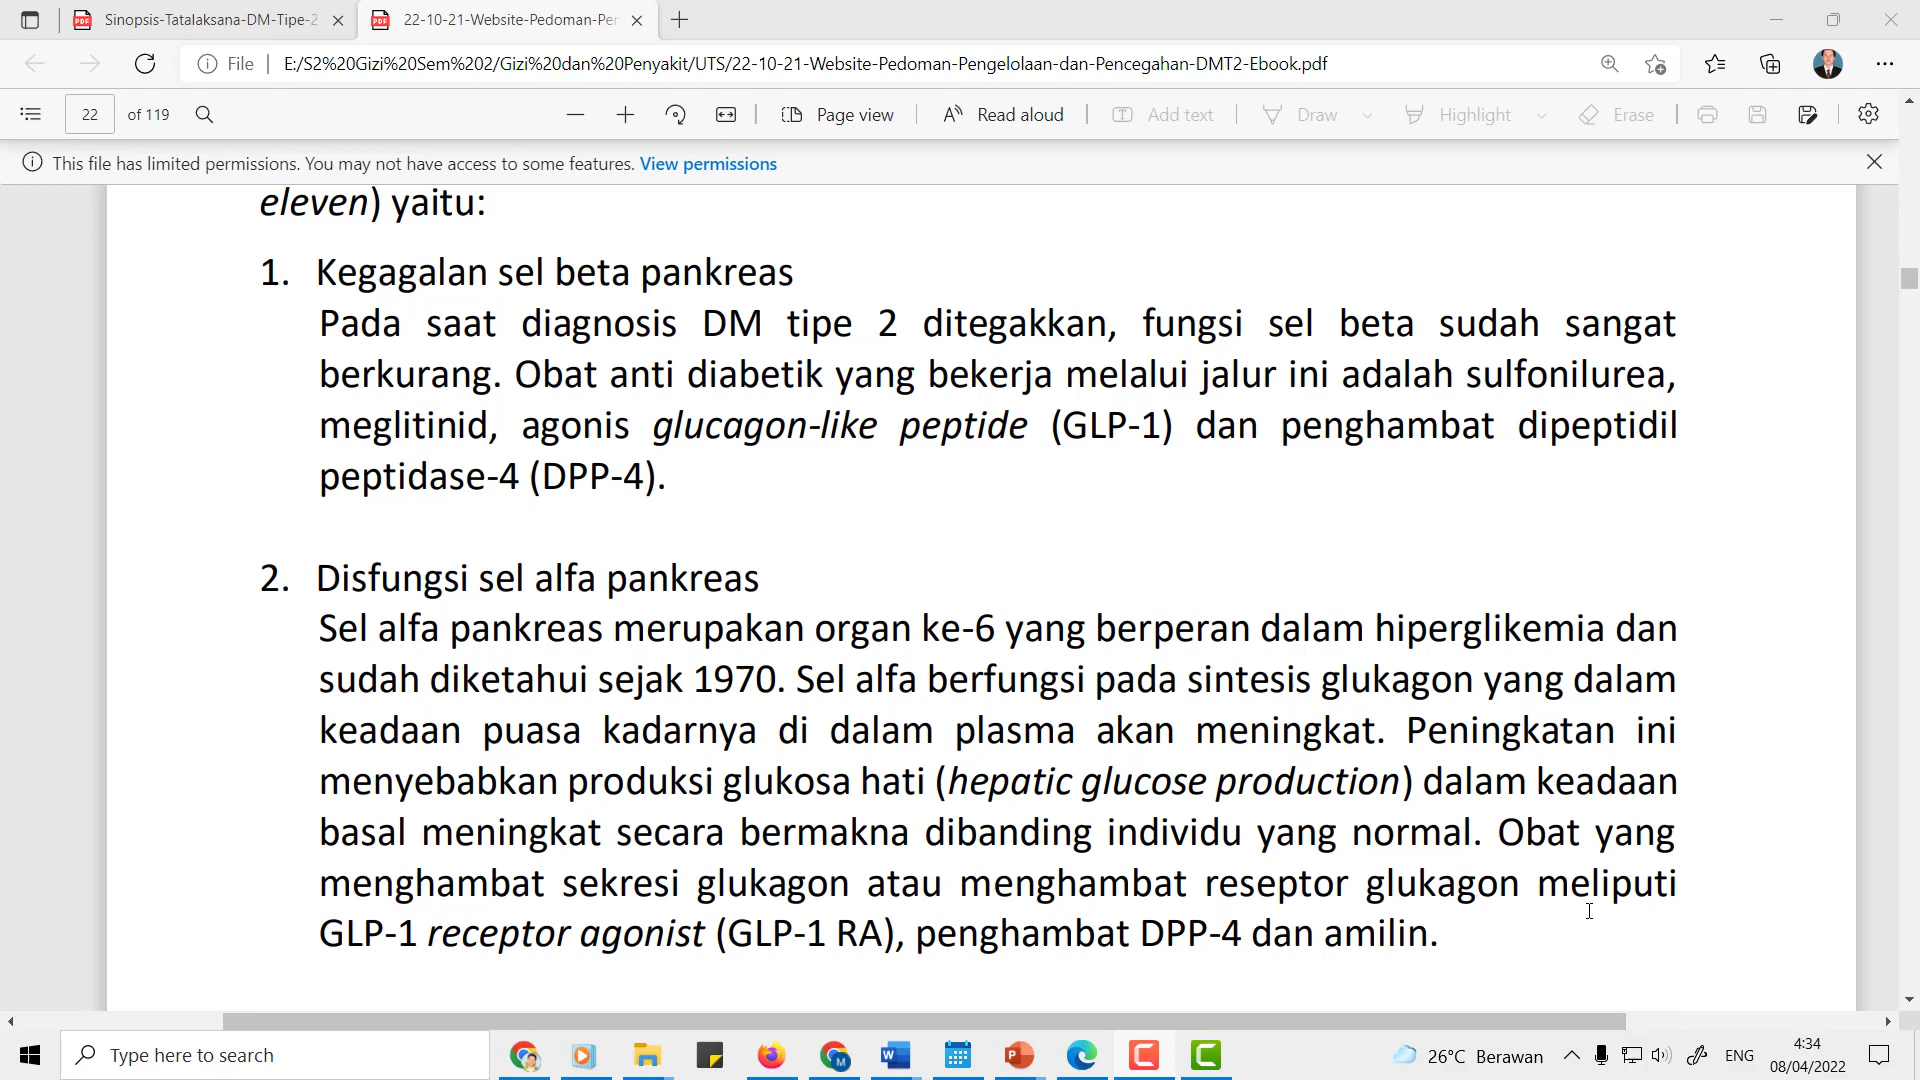 Sinopsis-Tatalaksana-DM-Tipe-2
22-10-21-Website-Pedoman-Pe
File
E:/S2%20Gizi%20Sem%202/Gizi%20dan%20Penyakit/UTS/22-10-21-Website-Pedoman-Pengelolaan-dan-Pencegahan-DMT2-Ebook.pdf
22 of 119
Page view
Read aloud
Add text
Draw
Highlight
Erase
This file has limited permissions. You may not have access to some features. View permissions
eleven) yaitu:
1. Kegagalan sel beta pankreas
Pada saat diagnosis DM tipe 2 ditegakkan, fungsi sel beta sudah sangat
berkurang. Obat anti diabetik yang bekerja melalui jalur ini adalah sulfonilurea,
meglitinid, agonis glucagon-like peptide (GLP-1) dan penghambat dipeptidil
peptidase-4 (DPP-4).
2. Disfungsi sel alfa pankreas
Sel alfa pankreas merupakan organ ke-6 yang berperan dalam hiperglikemia dan
sudah diketahui sejak 1970. Sel alfa berfungsi pada sintesis glukagon yang dalam
keadaan puasa kadarnya di dalam plasma akan meningkat. Peningkatan ini
menyebabkan produksi glukosa hati (hepatic glucose production) dalam keadaan
basal meningkat secara bermakna dibanding individu yang normal. Obat yang
menghambat sekresi glukagon atau menghambat reseptor glukagon meliputi
GLP-1 receptor agonist (GLP-1 RA), penghambat DPP-4 dan amilin.
Type here to search
26°C Berawan
ENG
4:34
08/04/2022